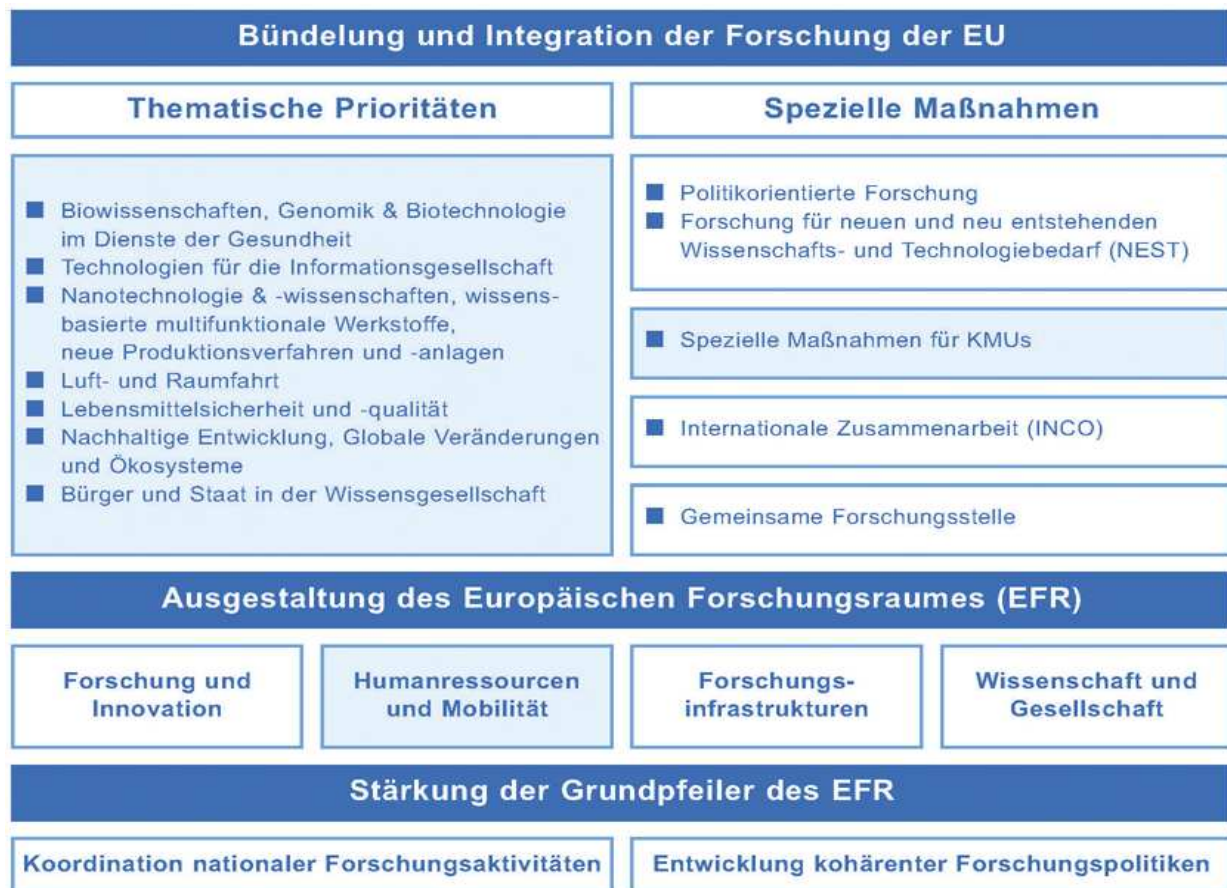 Bündelung und Integration der Forschung der EU
Thematische Prioritäten
Biowissenschaften, Genomik & Biotechnologie
im Dienste der Gesundheit
Technologien für die Informationsgesellschaft
Nanotechnologie & -wissenschaften, wissens-
basierte multifunktionale Werkstoffe,
neue Produktionsverfahren und -anlagen
Luft- und Raumfahrt
Lebensmittelsicherheit und -qualität
Nachhaltige Entwicklung, Globale Veränderungen
und Ökosysteme
Bürger und Staat in der Wissensgesellschaft
Spezielle Maßnahmen
Politikorientierte Forschung
Forschung für neuen und neu entstehenden
Wissenschafts- und Technologiebedarf (NEST)
Spezielle Maßnahmen für KMUs
Internationale Zusammenarbeit (INCO)
Gemeinsame Forschungsstelle
Ausgestaltung des Europäischen Forschungsraumes (EFR)
Forschung und
Innovation
Humanressourcen
und Mobilität
Forschungs-
infrastrukturen
Wissenschaft und
Gesellschaft
Stärkung der Grundpfeiler des EFR
Koordination nationaler Forschungsaktivitäten
Entwicklung kohärenter Forschungspolitiken